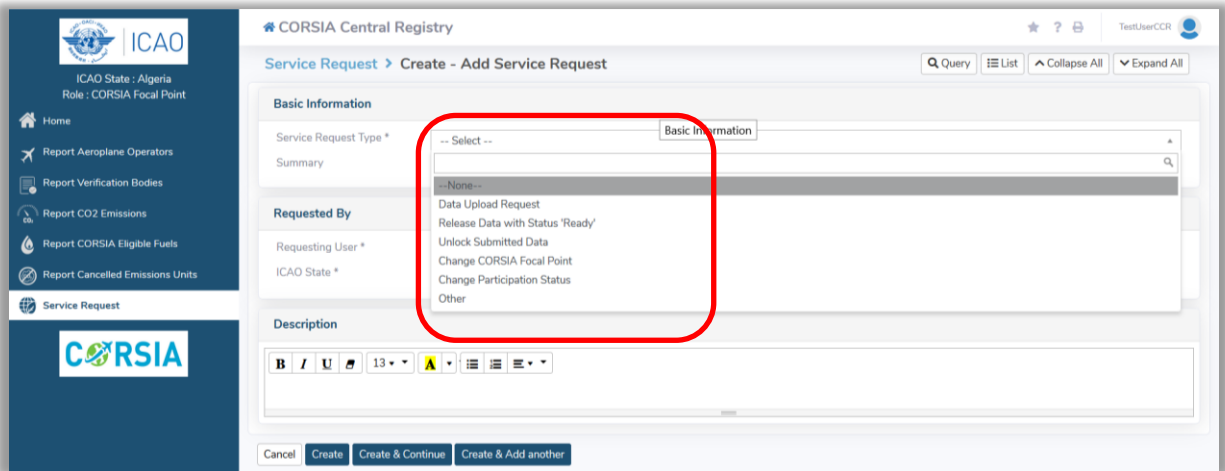 ICAO
ICAO State : Algeria
Role : CORSIA Focal Point
Home
Report Aeroplane Operators
Report Verification Bodies
Report CO2 Emissions
Report CORSIA Eligible Fuels
Report Cancelled Emissions Units
Service Request
CORSIA
CORSIA Central Registry
? TestUserCCR
Service Request > Create - Add Service Request
Query List Collapse All Expand All
Basic Information
Service Request Type *
-- Select --
Basic Information
Summary
--None--
Data Upload Request
Release Data with Status 'Ready'
Unlock Submitted Data
Change CORSIA Focal Point
Change Participation Status
Other
Requested By
Requesting User *
ICAO State *
Description
B I U 13 A
Cancel Create Create & Continue Create & Add another